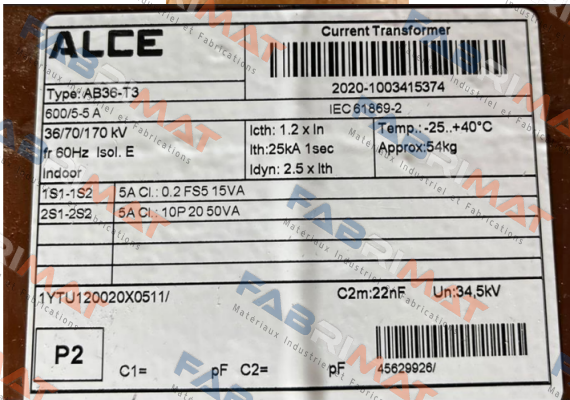 ALCE
Current Transformer
Type: AB36-T3
2020-1003415374
600/5-5 A
IEC 61869-2
36/70/170 kV
fr 60Hz Isol. E
Indoor
Icth: 1.2 x In
Ith:25kA 1sec
Idyn: 2.5 x Ith
Temp.: -25..+40°C
Approx:54kg
1S1-1S2 5A Cl.: 0.2 FS5 15VA
2S1-2S2 5A Cl.: 10P 20 50VA
1YTU120020X0511/
C2m:22nF Un:34,5kV
P2
C1= pF C2= pF
45629926/
FABRIMAT
Matériaux Industriel et Fabrications